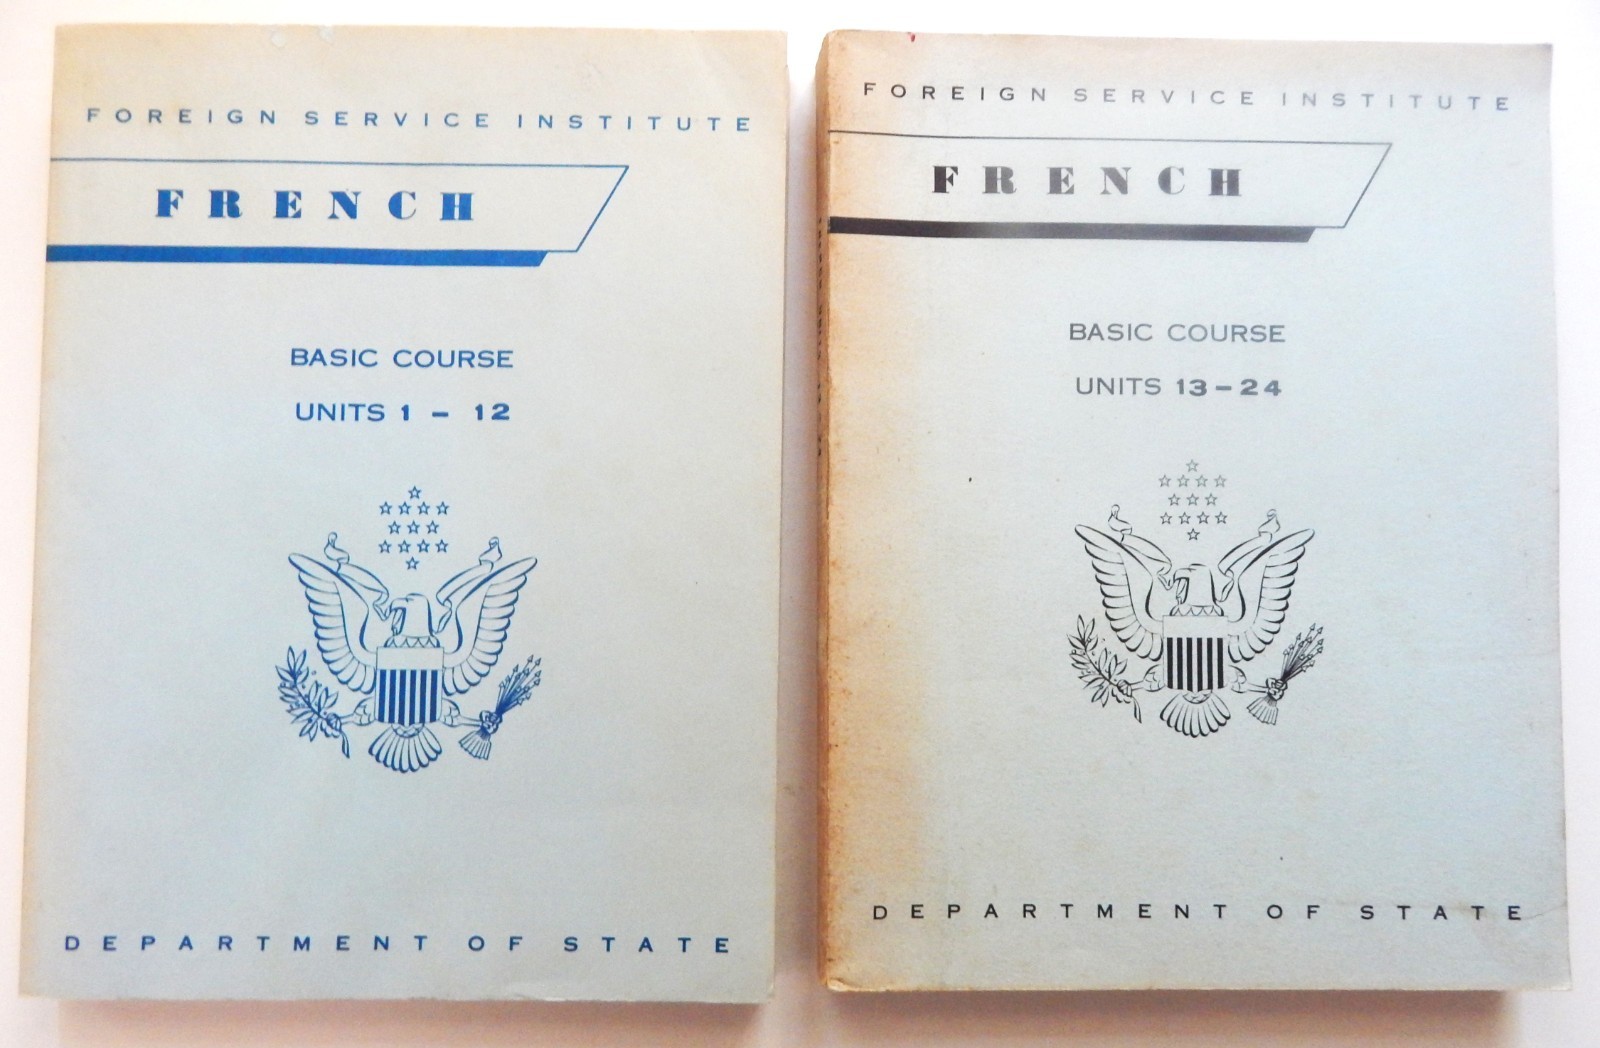 FOREIGN SERVICE INSTITUTE
FRENCH
BASIC COURSE
UNITS 1 - 12
DEPARTMENT OF STATE
FOREIGN SERVICE INSTITUTE
FRENCH
BASIC COURSE
UNITS 13-24
DEPARTMENT OF STATE